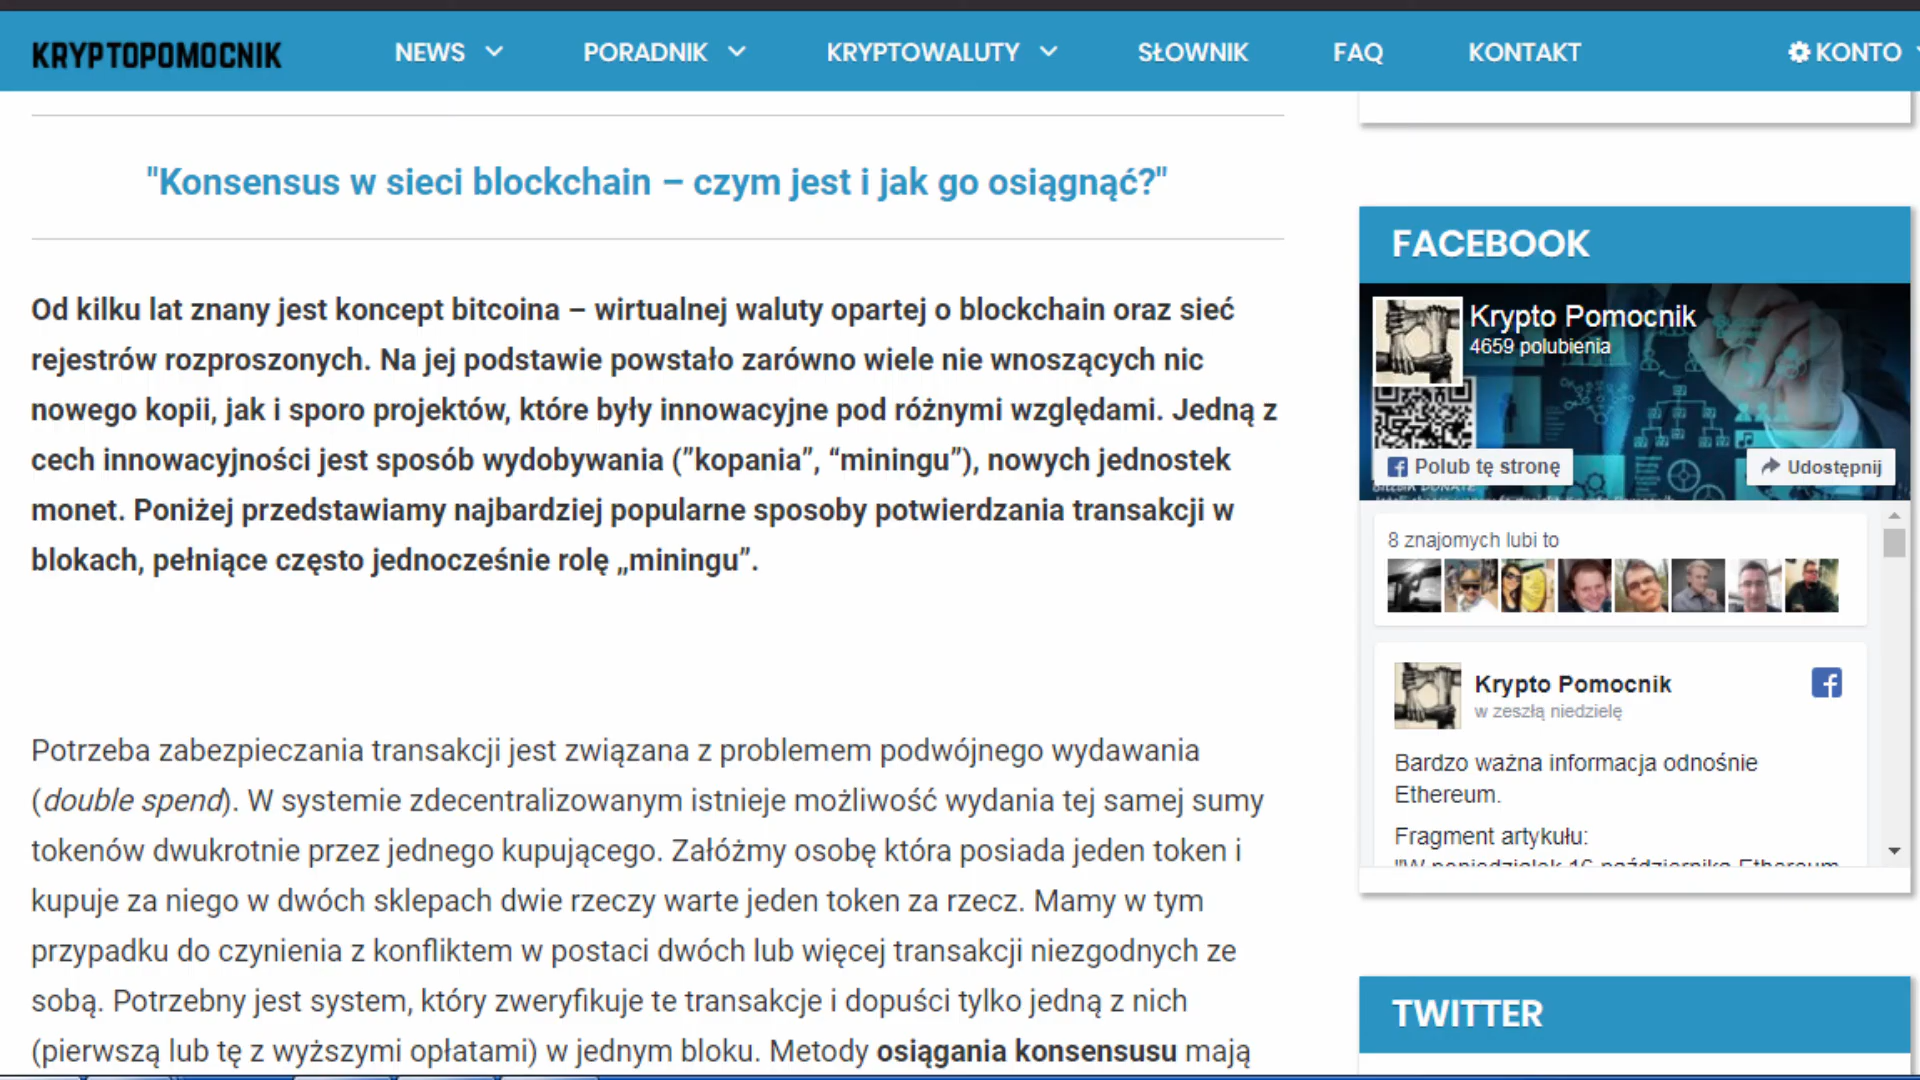 KRYPTOPOMOCNIK
NEWS
PORADNIK
KRYPTOWALUTY
SŁOWNIK
FAQ
KONTAKT
KONTO
"Konsensus w sieci blockchain – czym jest i jak go osiągnąć?"
Od kilku lat znany jest koncept bitcoina – wirtualnej waluty opartej o blockchain oraz sieć
rejestrów rozproszonych. Na jej podstawie powstało zarówno wiele nie wnoszących nic
nowego kopii, jak i sporo projektów, które były innowacyjne pod różnymi względami. Jedną z
cech innowacyjności jest sposób wydobywania (”kopania”, “miningu”), nowych jednostek
monet. Poniżej przedstawiamy najbardziej popularne sposoby potwierdzania transakcji w
blokach, pełniące często jednocześnie rolę „miningu”.
Potrzeba zabezpieczania transakcji jest związana z problemem podwójnego wydawania
(double spend). W systemie zdecentralizowanym istnieje możliwość wydania tej samej sumy
tokenów dwukrotnie przez jednego kupującego. Załóżmy osobę która posiada jeden token i
kupuje za niego w dwóch sklepach dwie rzeczy warte jeden token za rzecz. Mamy w tym
przypadku do czynienia z konfliktem w postaci dwóch lub więcej transakcji niezgodnych ze
sobą. Potrzebny jest system, który zweryfikuje te transakcje i dopuści tylko jedną z nich
(pierwszą lub tę z wyższymi opłatami) w jednym bloku. Metody osiągania konsensusu mają
FACEBOOK
Krypto Pomocnik
4659 polubienia
Polub tę stronę
Udostępnij
8 znajomych lubi to
Krypto Pomocnik
w zeszłą niedzielę
Bardzo ważna informacja odnośnie
Ethereum.
Fragment artykułu:
"W poniedziałek 16 października Ethereum
TWITTER